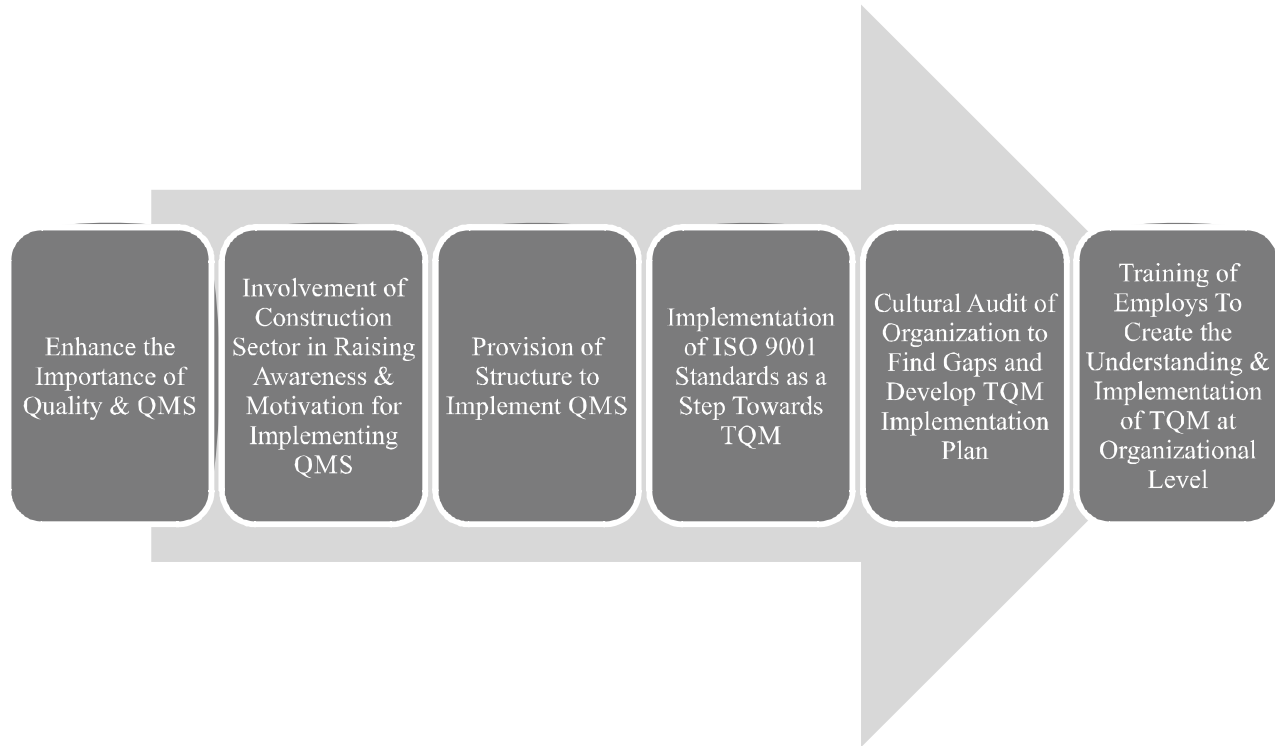 Enhance the
Importance of
Quality & QMS
Involvement of
Construction
Sector in Raising
Awareness &
Motivation for
Implementing
QMS
Provision of
Structure to
Implement QMS
Implementation
of ISO 9001
Standards as a
Step Towards
TQM
Cultural Audit of
Organization to
Find Gaps and
Develop TQM
Implementation
Plan
Training of
Employs To
Create the
Understanding &
Implementation
of TQM at
Organizational
Level